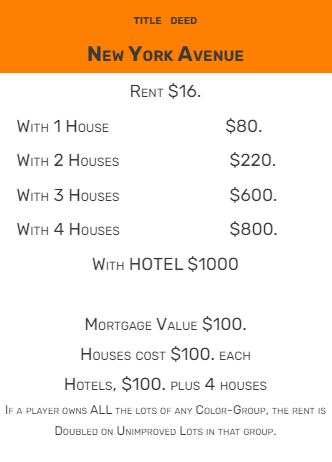 TITLE DEED
NEW YORK AVENUE
RENT $16.
WITH 1 HOUSE $80.
WITH 2 HOUSES $220.
WITH 3 HOUSES $600.
WITH 4 HOUSES $800.
WITH HOTEL $1000
MORTGAGE VALUE $100.
HOUSES COST $100. EACH
HOTELS, $100. PLUS 4 HOUSES
IF A PLAYER OWNS ALL THE LOTS OF ANY COLOR-GROUP, THE RENT IS
DOUBLED ON UNIMPROVED LOTS IN THAT GROUP.